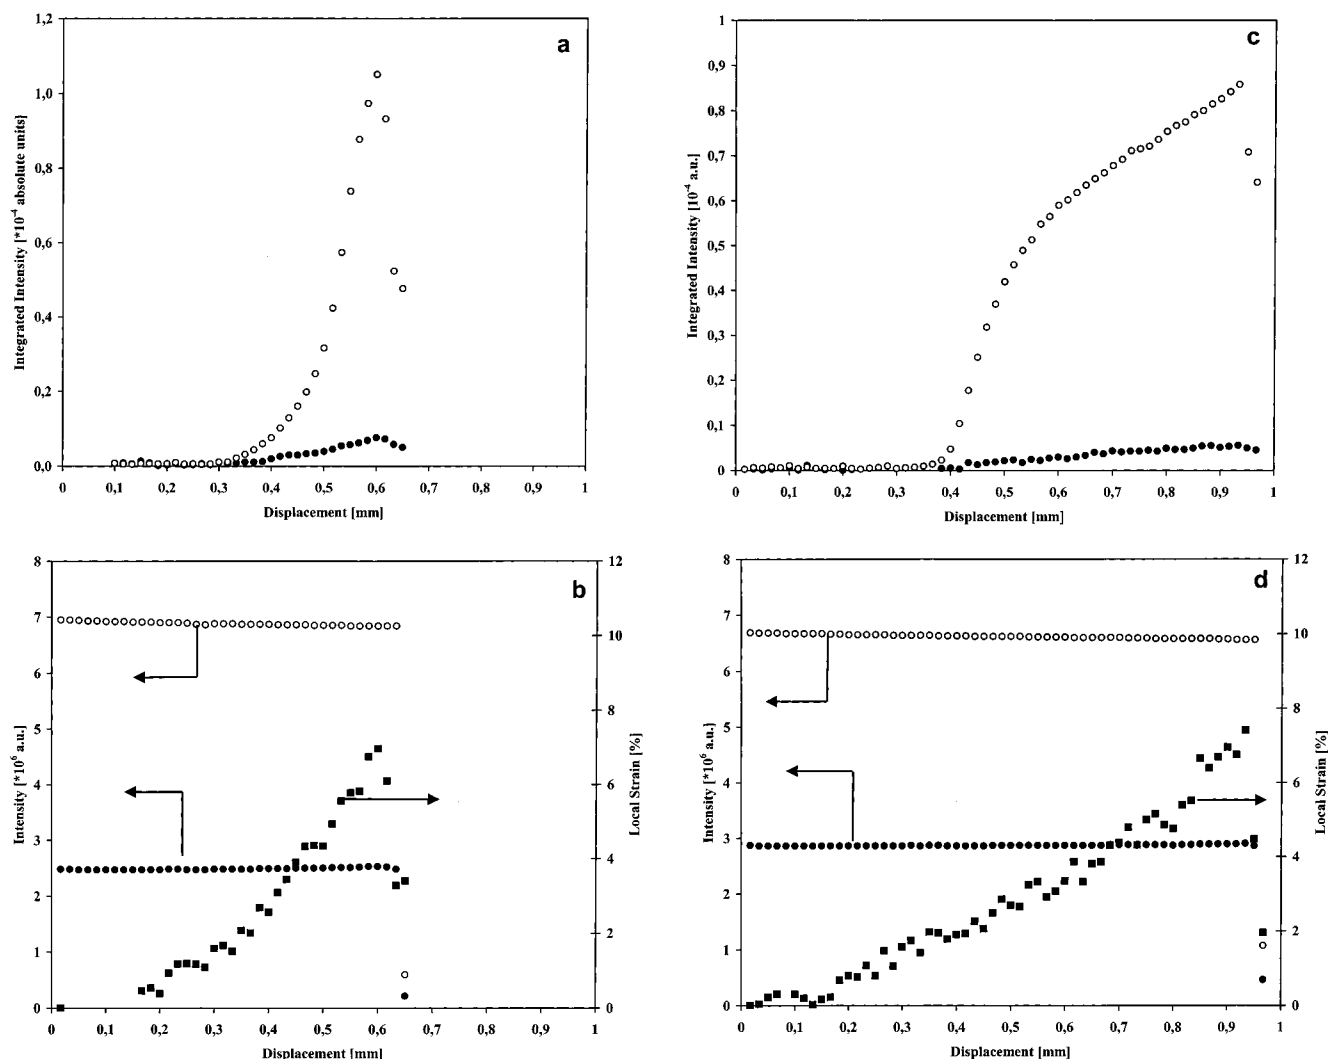 a
1,2
1,0
0,8
0,6
0,4
0,2
0,0
Integrated Intensity [*10⁻⁴ absolute units]
0 0,1 0,2 0,3 0,4 0,5 0,6 0,7 0,8 0,9 1
Displacement [mm]
c
1
0,9
0,8
0,7
0,6
0,5
0,4
0,3
0,2
0,1
0
Integrated Intensity [10⁻⁴ a.u.]
0 0,1 0,2 0,3 0,4 0,5 0,6 0,7 0,8 0,9 1
Displacement [mm]
b
8
7
6
5
4
3
2
1
0
Intensity [*10⁶ a.u.]
12
10
8
6
4
2
0
Local Strain [%]
0 0,1 0,2 0,3 0,4 0,5 0,6 0,7 0,8 0,9 1
Displacement [mm]
d
8
7
6
5
4
3
2
1
0
Intensity [*10⁶ a.u.]
12
10
8
6
4
2
0
Local Strain [%]
0 0,1 0,2 0,3 0,4 0,5 0,6 0,7 0,8 0,9 1
Displacement [mm]